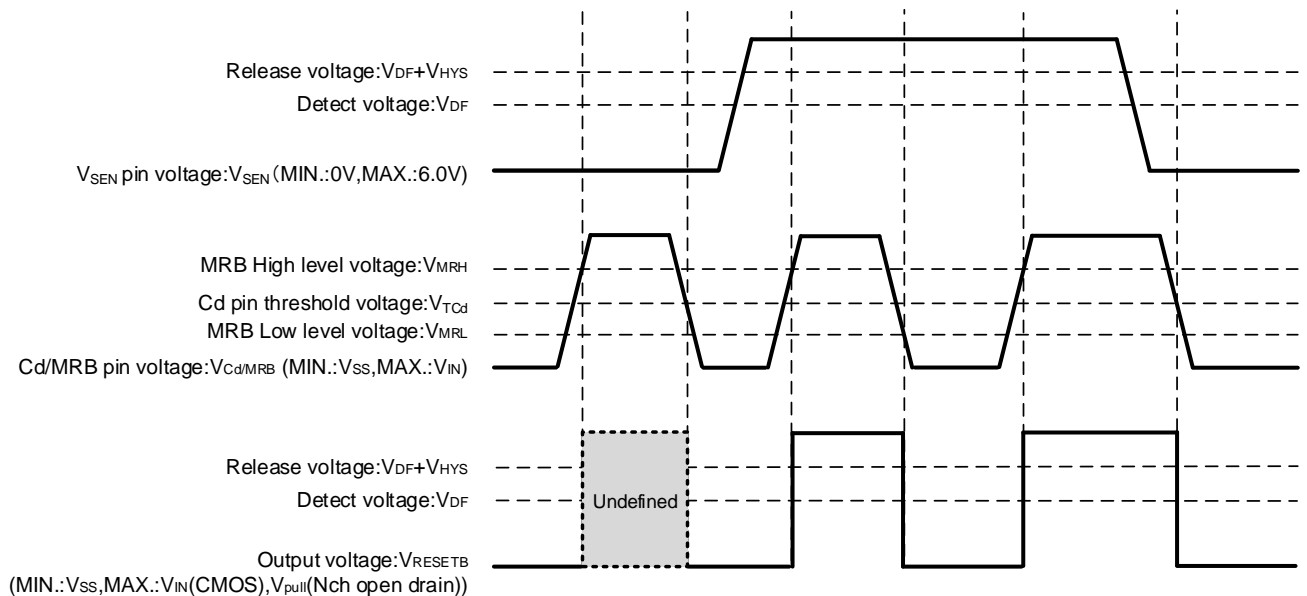 Release voltage:VDF+VHYS
Detect voltage:VDF
VSEN pin voltage:VSEN(MIN.:0V,MAX.:6.0V)
MRB High level voltage:VMRH
Cd pin threshold voltage:VTCd
MRB Low level voltage:VMRL
Cd/MRB pin voltage:VCd/MRB (MIN.:VSS,MAX.:VIN)
Release voltage:VDF+VHYS
Detect voltage:VDF
Undefined
Output voltage:VRESETB
(MIN.:VSS,MAX.:VIN(CMOS),Vpull(Nch open drain))